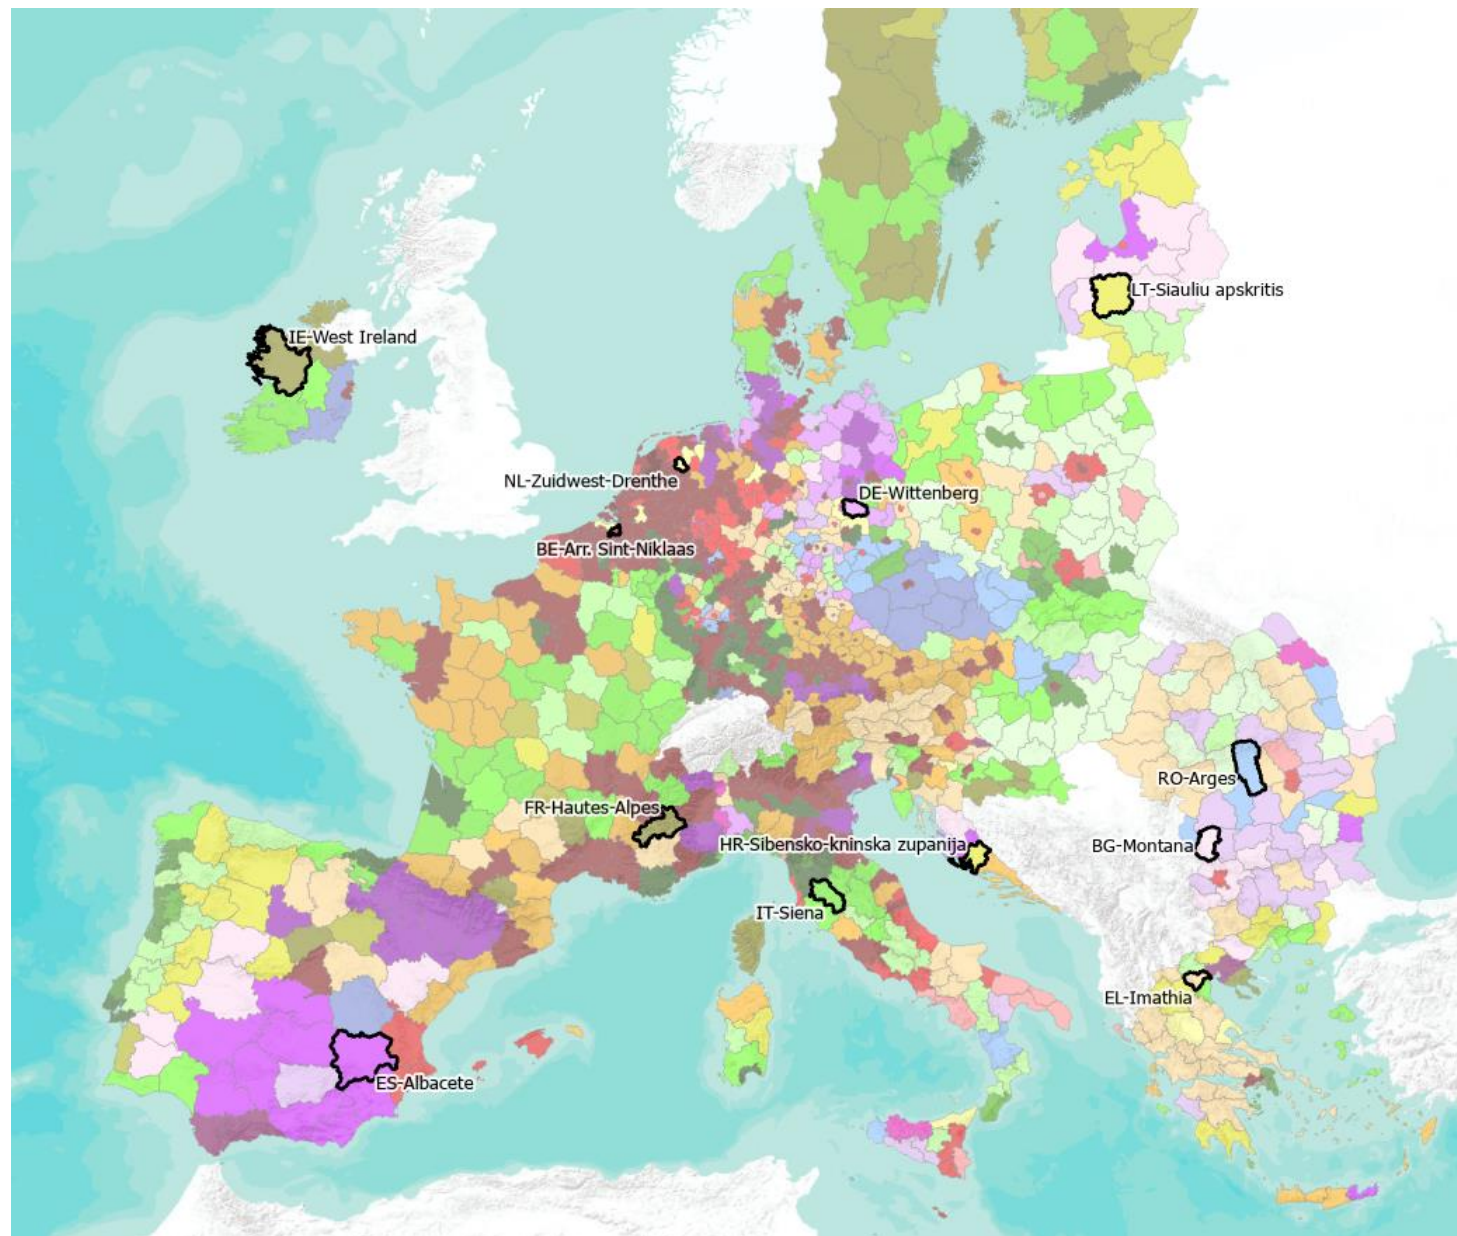 LT-Siauliu apskritis
IE-West Ireland
NL-Zuidwest-Drenthe
DE-Wittenberg
BE-Arr. Sint-Niklaas
RO-Arges
FR-Hautes-Alpes
HR-Sibensko-kninska zupanija
BG-Montana
IT-Siena
EL-Imathia
ES-Albacete